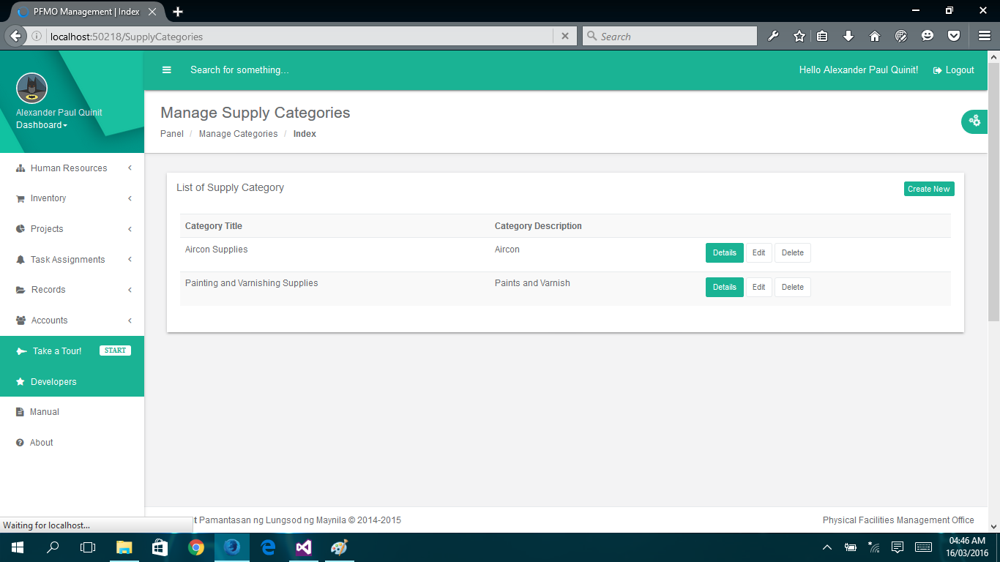 PFMO Management | Index
localhost:50218/SupplyCategories
Search
Search for something...
Hello Alexander Paul Quinit!
Logout
Alexander Paul Quinit
Dashboard
Manage Supply Categories
Panel / Manage Categories / Index
Human Resources
Inventory
Projects
Task Assignments
Records
Accounts
Take a Tour! START
Developers
Manual
About
List of Supply Category
Create New
Category Title Category Description
Aircon Supplies Aircon Details Edit Delete
Painting and Varnishing Supplies Paints and Varnish Details Edit Delete
Waiting for localhost...
t Pamantasan ng Lungsod ng Maynila © 2014-2015
Physical Facilities Management Office
04:46 AM
16/03/2016